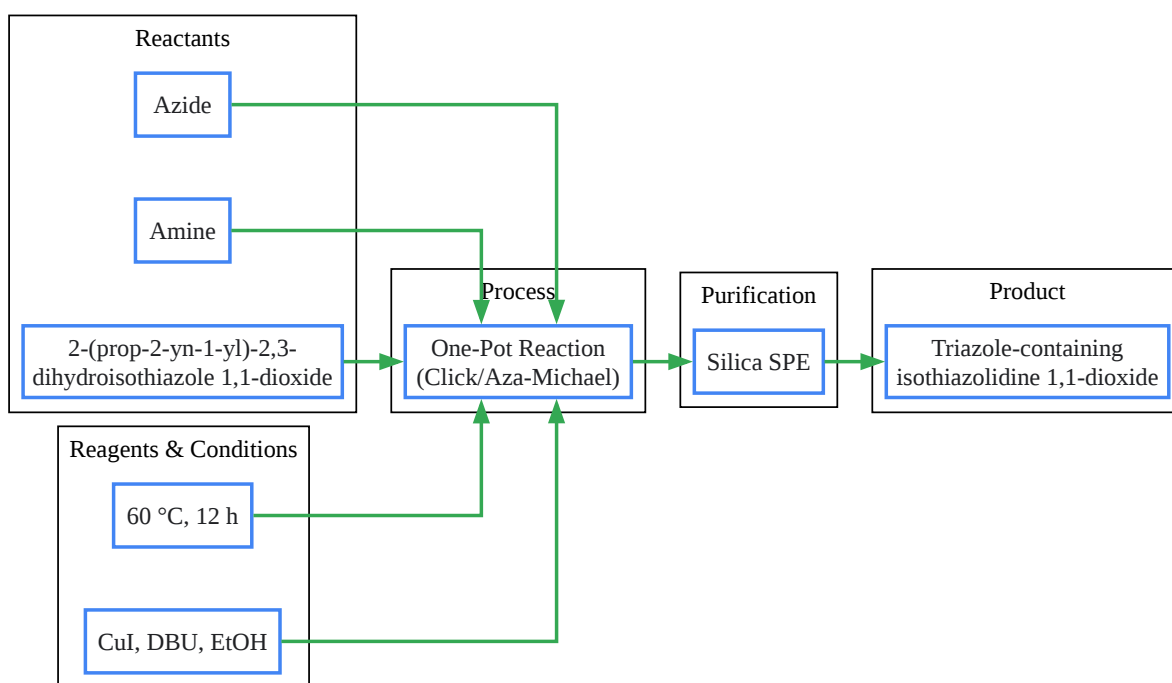 Reactants
Azide
Amine
2-(prop-2-yn-1-yl)-2,3-
dihydroisothiazole 1,1-dioxide
Reagents & Conditions
60 °C, 12 h
CuI, DBU, EtOH
Process
One-Pot Reaction
(Click/Aza-Michael)
Purification
Silica SPE
Product
Triazole-containing
isothiazolidine 1,1-dioxide